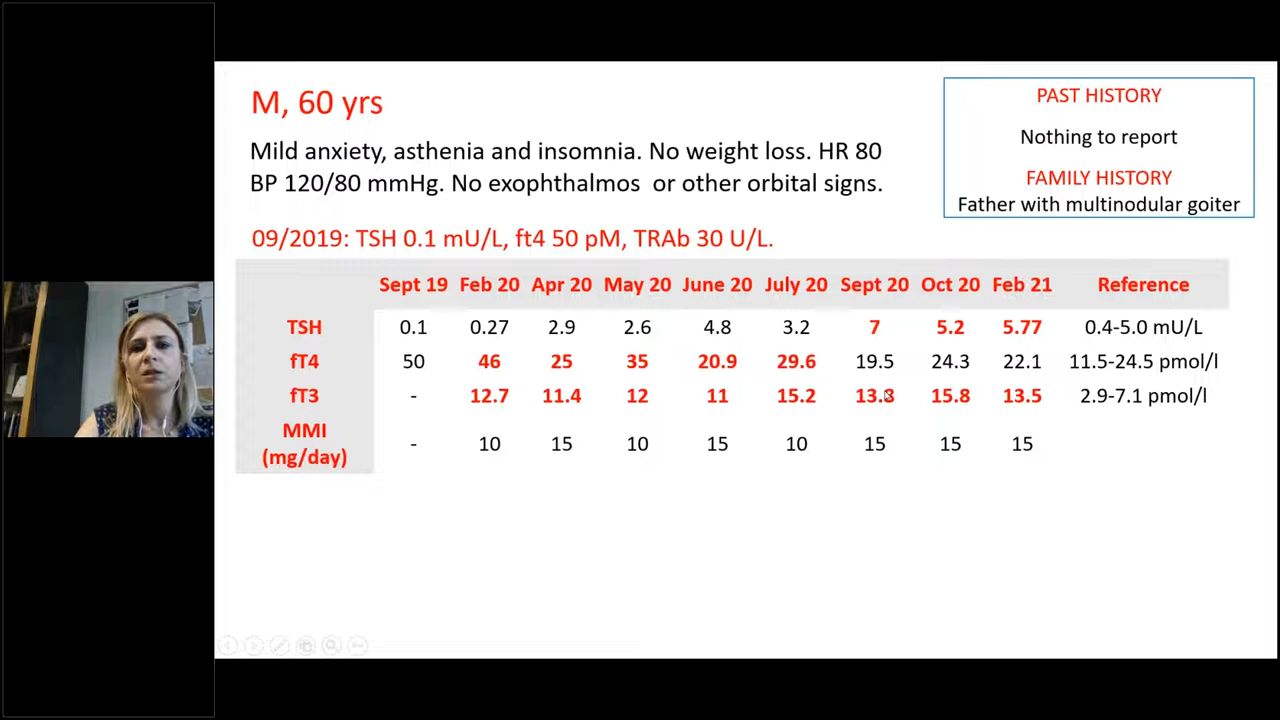 M, 60 yrs
Mild anxiety, asthenia and insomnia. No weight loss. HR 80
BP 120/80 mmHg. No exophthalmos or other orbital signs.
PAST HISTORY
Nothing to report
FAMILY HISTORY
Father with multinodular goiter
09/2019: TSH 0.1 mU/L, ft4 50 pM, TRAb 30 U/L.
Sept 19 Feb 20 Apr 20 May 20 June 20 July 20 Sept 20 Oct 20 Feb 21 Reference
TSH 0.1 0.27 2.9 2.6 4.8 3.2 7 5.2 5.77 0.4-5.0 mU/L
fT4 50 46 25 35 20.9 29.6 19.5 24.3 22.1 11.5-24.5 pmol/l
fT3 - 12.7 11.4 12 11 15.2 13.8 15.8 13.5 2.9-7.1 pmol/l
MMI
(mg/day) - 10 15 10 15 10 15 15 15